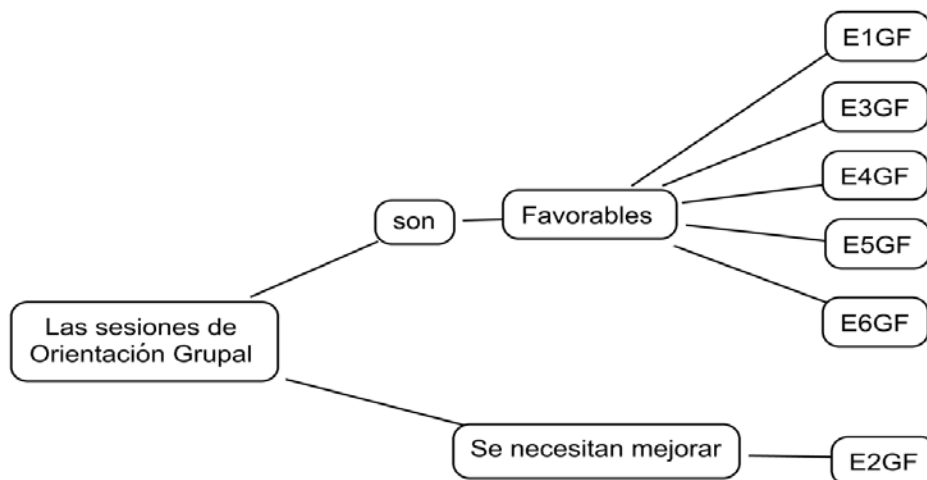 E1GF
E3GF
E4GF
son
Favorables
E5GF
Las sesiones de
Orientación Grupal
E6GF
Se necesitan mejorar
E2GF